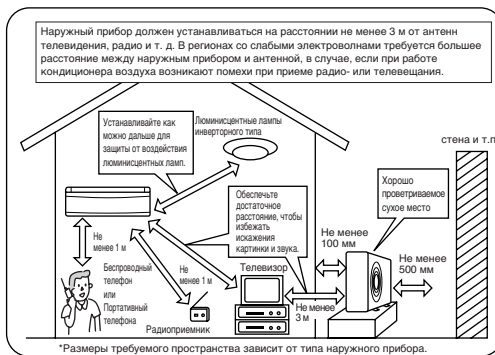 Наружный прибор должен устанавливаться на расстоянии не менее 3 м от антенн
телевидения, радио и т. д. В регионах со слабыми электроволнами требуется большее
расстояние между наружным прибором и антенной, в случае, если при работе
кондиционера воздуха возникают помехи при приеме радио- или телевещания.
Устанавливайте как
можно дальше для
защиты от воздействия
люминисцентных ламп.
Люминисцентные лампы
инверторного типа
стена и т.п
Обеспечьте
достаточное
расстояние, чтобы
избежать
искажения
картинки и звука.
Хорошо
проветриваемое
сухое место
Не
менее 1 м
Не менее
100 мм
Не менее
500 мм
Беспроводный
телефон
или
Портативный
телефона
Не
менее 1 м
Телевизор
Не менее
3 м
Радиоприемник
*Размеры требуемого пространства зависит от типа наружного прибора.